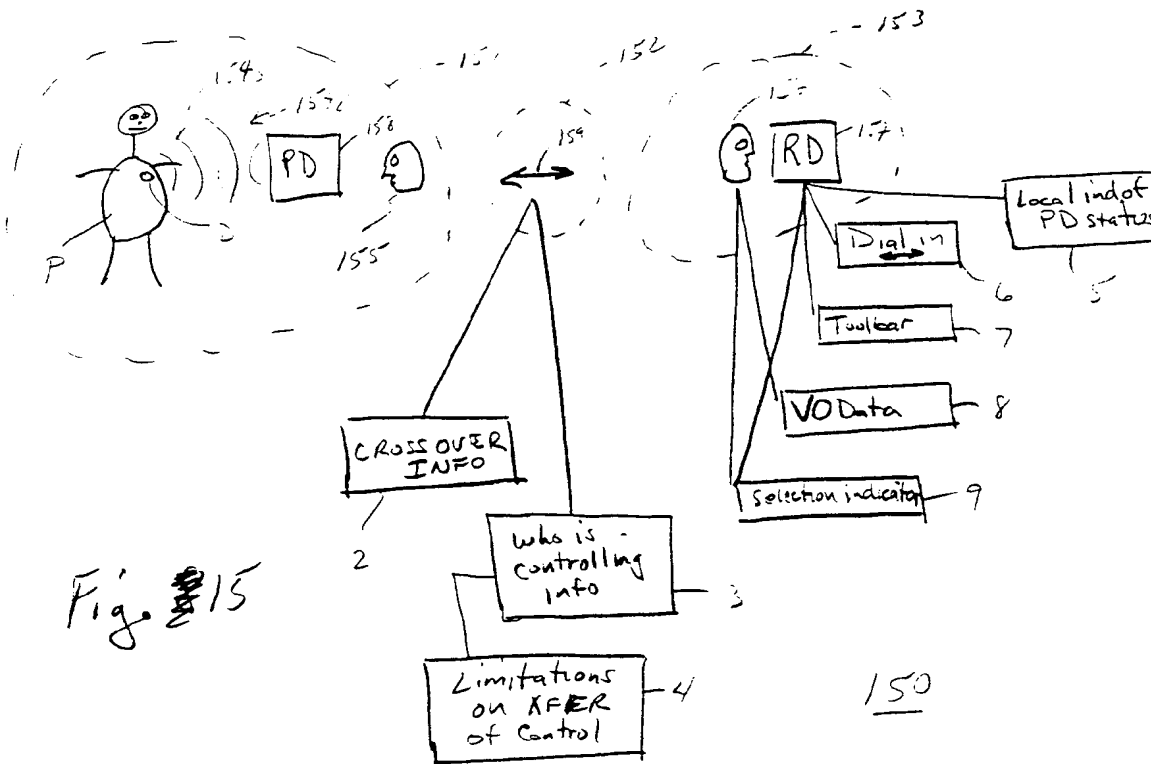 152
153
158
PD
159
RD
157
Local ind of
PD status
Dial in
P
155
6
5
Toolbar
7
VO Data
8
CROSSOVER
INFO
Selection indicator
9
2
who is
controlling
info
3
Fig. 15
Limitations
on XFER
of Control
4
150